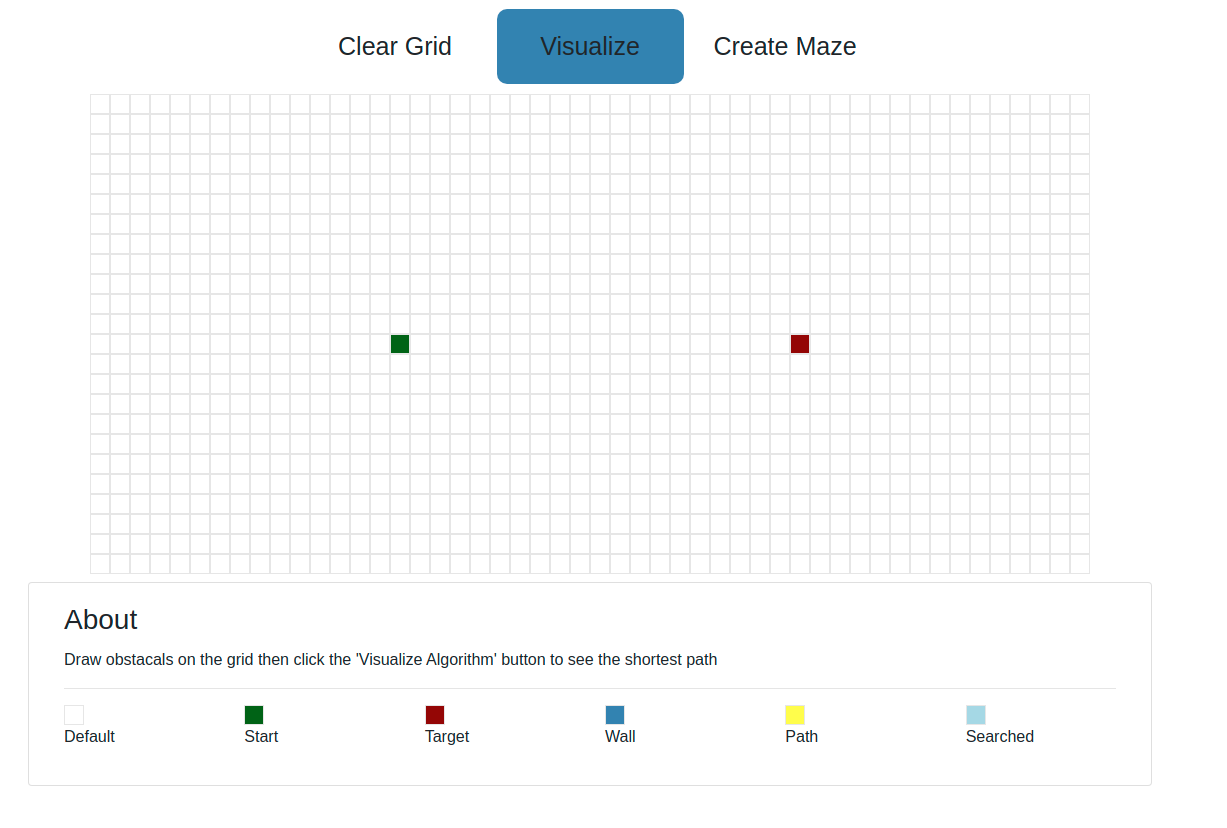 Clear Grid Visualize Create Maze
About
Draw obstacals on the grid then click the 'Visualize Algorithm' button to see the shortest path
Default Start Target Wall Path Searched